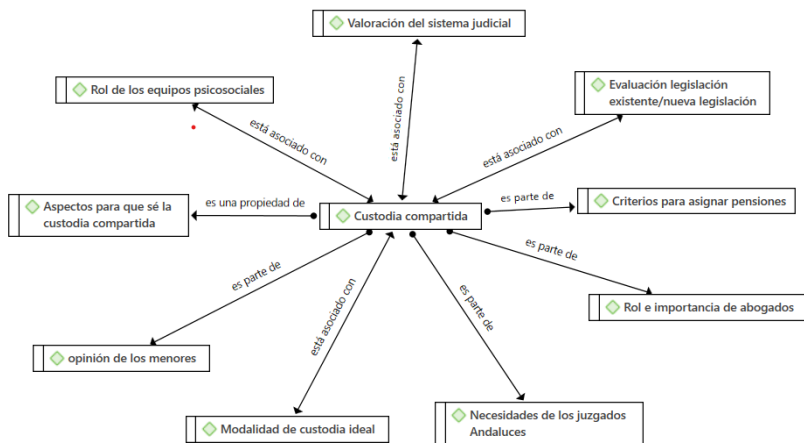 Valoración del sistema judicial
Rol de los equipos psicosociales
Evaluación legislación
existente/nueva legislación
está asociado con
está asociado con
está asociado con
Aspectos para que sé la
custodia compartida
es una propiedad de
Custodia compartida
es parte de
Criterios para asignar pensiones
es parte de
es parte de
está asociado con
es parte de
Rol e importancia de abogados
opinión de los menores
Modalidad de custodia ideal
Necesidades de los juzgados
Andaluces